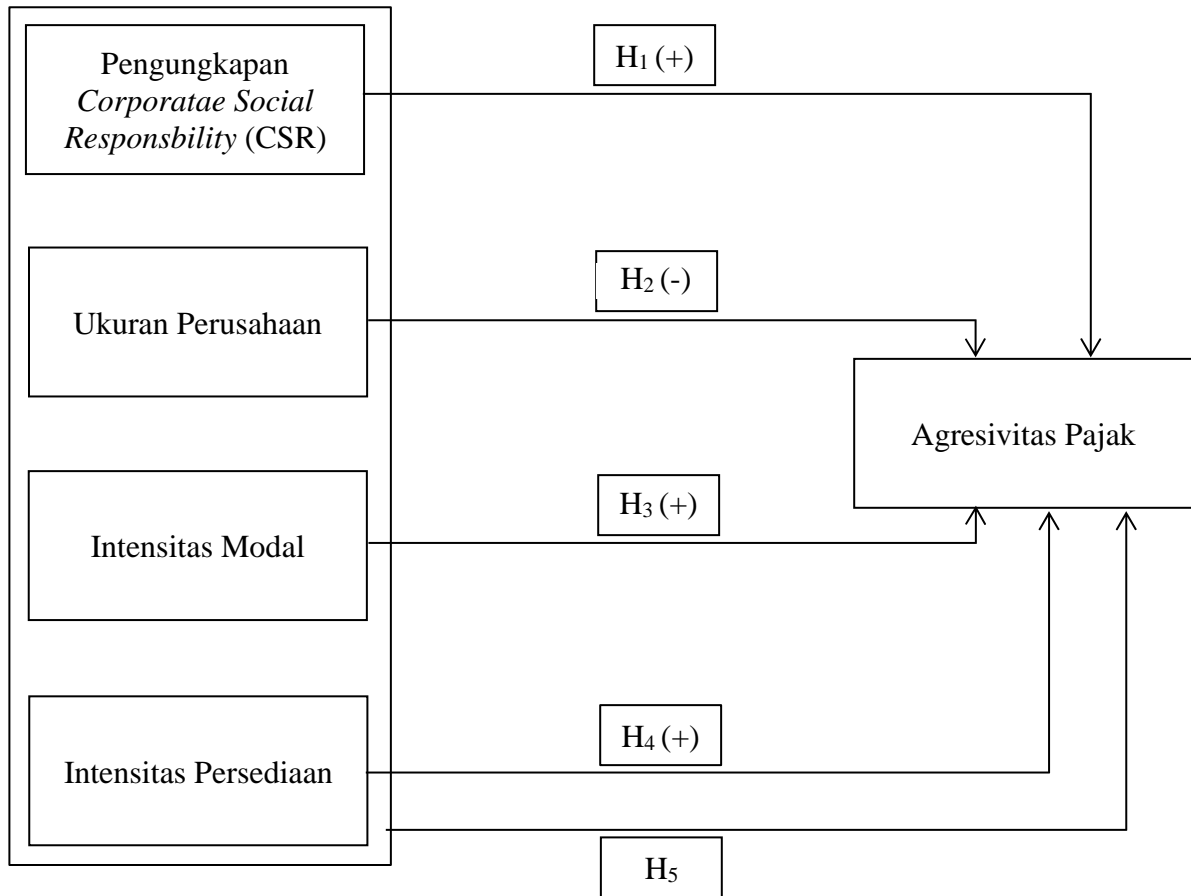 H₁ (+)
Pengungkapan
Corporatae Social
Responsbility (CSR)
H₂ (-)
Ukuran Perusahaan
Agresivitas Pajak
H₃ (+)
Intensitas Modal
H₄ (+)
Intensitas Persediaan
H₅